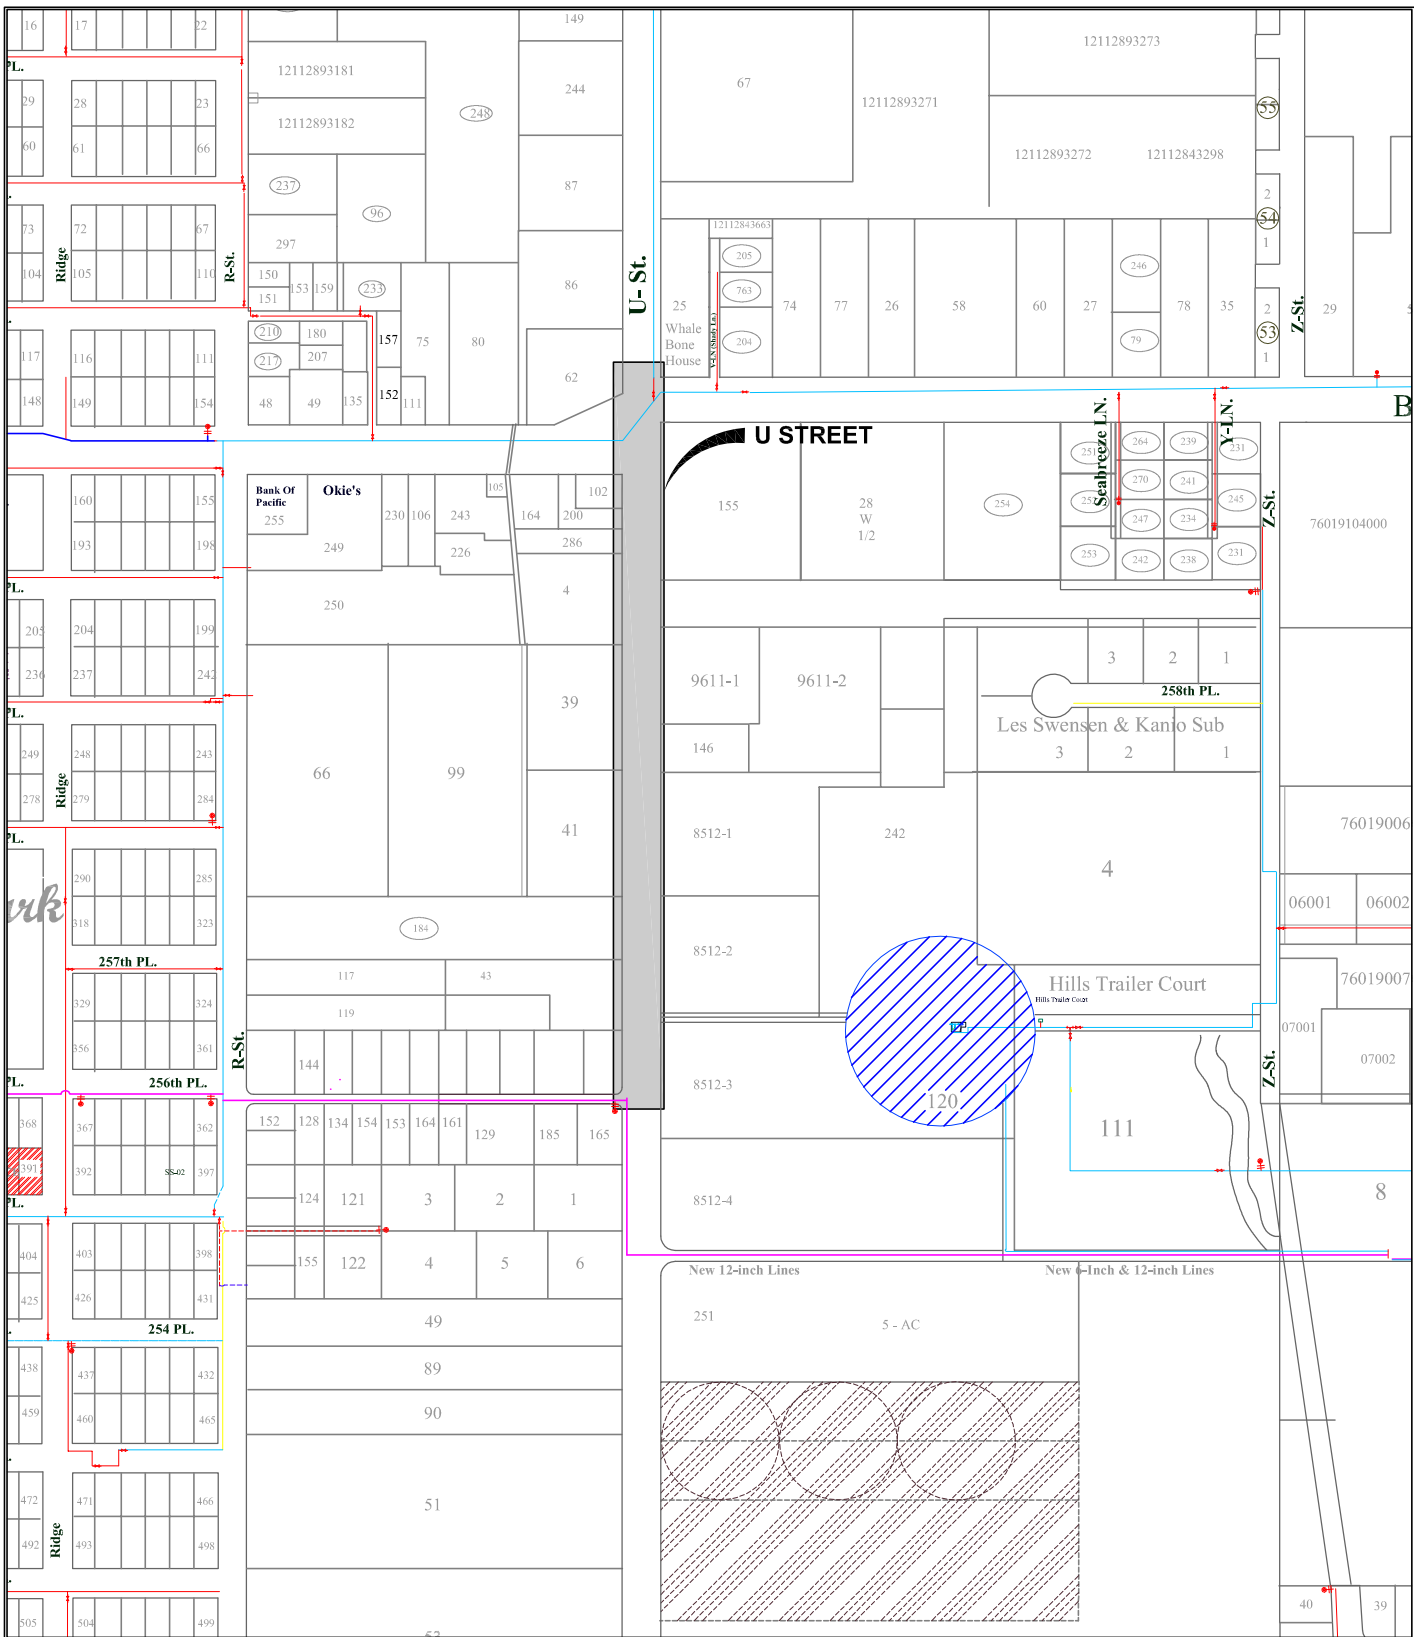 16 17 22 149
12112893181 244 67 12112893273
PL.
29 28 23 12112893182 248 12112893271 55
60 61 66 12112893272 12112843298
237 87 2
96 54
73 72 67 297 12112843663 1
Ridge R-St. U- St. Z-St.
104 105 110 150 153 159 233 86 205 246
151 763
25 74 77 26 58 60 27 78 35 2 29
210 180 157 75 80 Whale Bone House V-LN (Shady Ln.) 204 79 53
117 116 111 217 207 1
62
148 149 154 48 49 135 152 111
Seabreeze LN. Y-LN. B
U STREET
251 264 239 231
Bank Of Pacific Okie's 105 102
255
160 155 230 106 243 164 200 155 28 W 1/2 254 270 241 245 Z-St. 76019104000
247 234
193 198 249 226 286 253 242 238 231
PL. 4
250
205 204 199
236 237 242 3 2 1
9611-1 9611-2
PL. 39 258th PL.
Les Swensen & Kanio Sub
249 248 243 146 3 2 1
Ridge 66 99
278 279 284
PL. 41 8512-1 242 76019006
4
290 285
ark 06001 06002
318 323 184
257th PL. 8512-2
117 43 76019007
329 324 Hills Trailer Court
Hills Trailer Court
119
07001
356 361 R-St. 144 Z-St. 07002
PL. 256th PL. 8512-3
120
368 367 362 152 128 134 154 153 164 161 129 185 165 111
391 392 SS-02 397
124 121 3 2 1 8512-4 8
PL.
404 403 398
155 122 4 5 6
425 426 431 New 12-inch Lines New 6-Inch & 12-inch Lines
254 PL. 49 251 5 - AC
438 437 432 89
459 460 465 90
472 471 466 51
492 Ridge 493 498
505 504 499 40 39